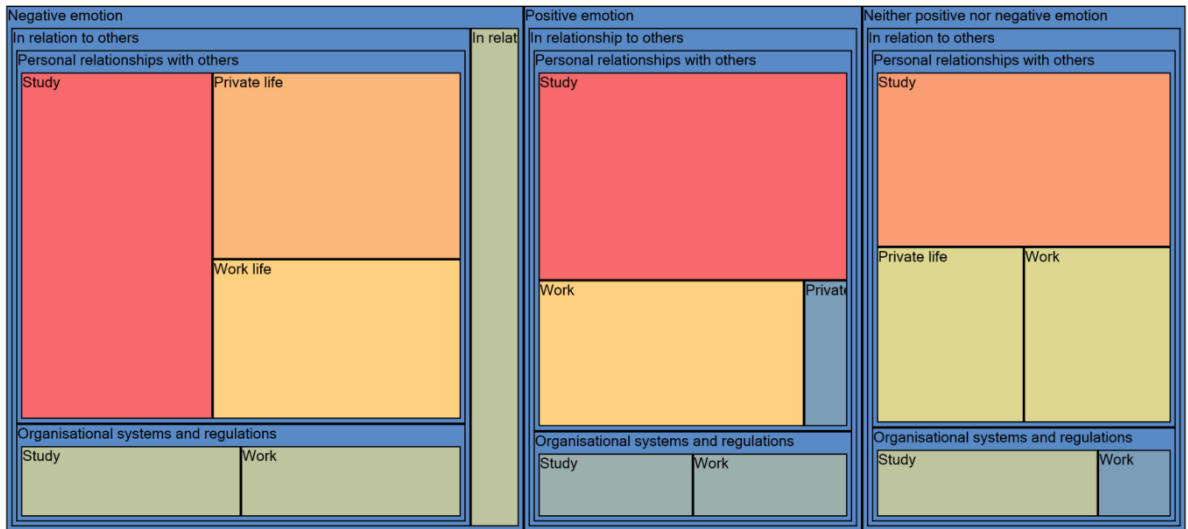 Negative emotion
In relation to others
Personal relationships with others
Study
Private life
Work life
Organisational systems and regulations
Study
Work
In relat
Positive emotion
In relationship to others
Personal relationships with others
Study
Work
Private
Organisational systems and regulations
Study
Work
Neither positive nor negative emotion
In relation to others
Personal relationships with others
Study
Private life
Work
Organisational systems and regulations
Study
Work